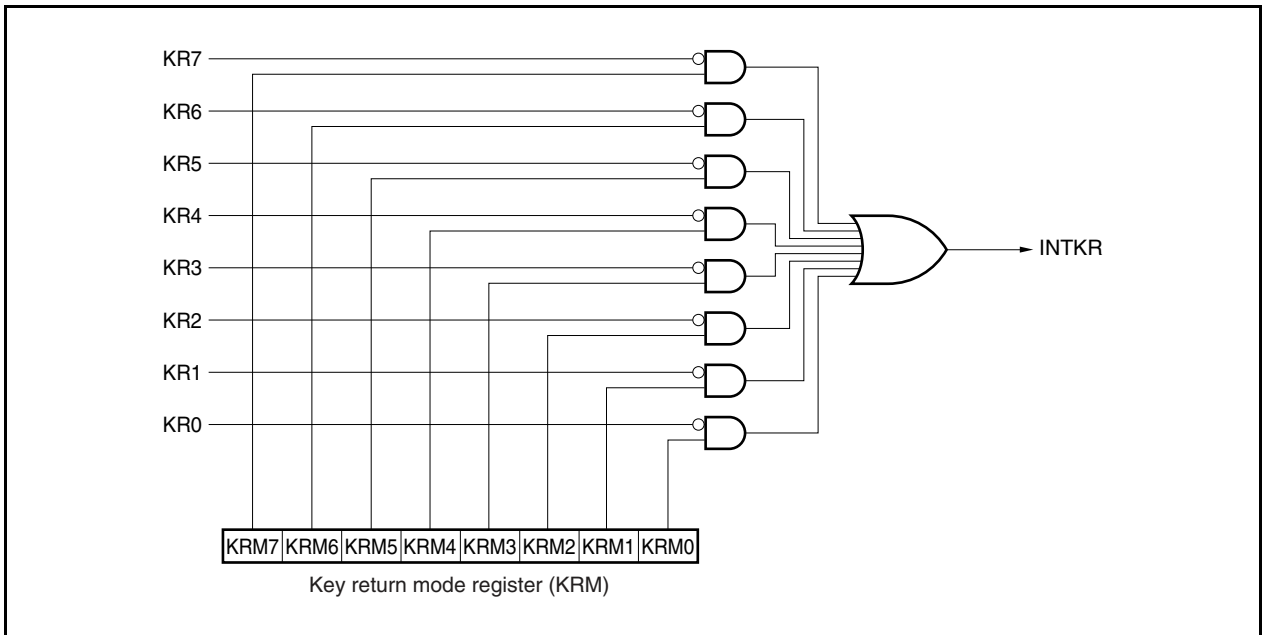 KR7
KR6
KR5
KR4
KR3
KR2
KR1
KR0
INTKR
KRM7 KRM6 KRM5 KRM4 KRM3 KRM2 KRM1 KRM0
Key return mode register (KRM)